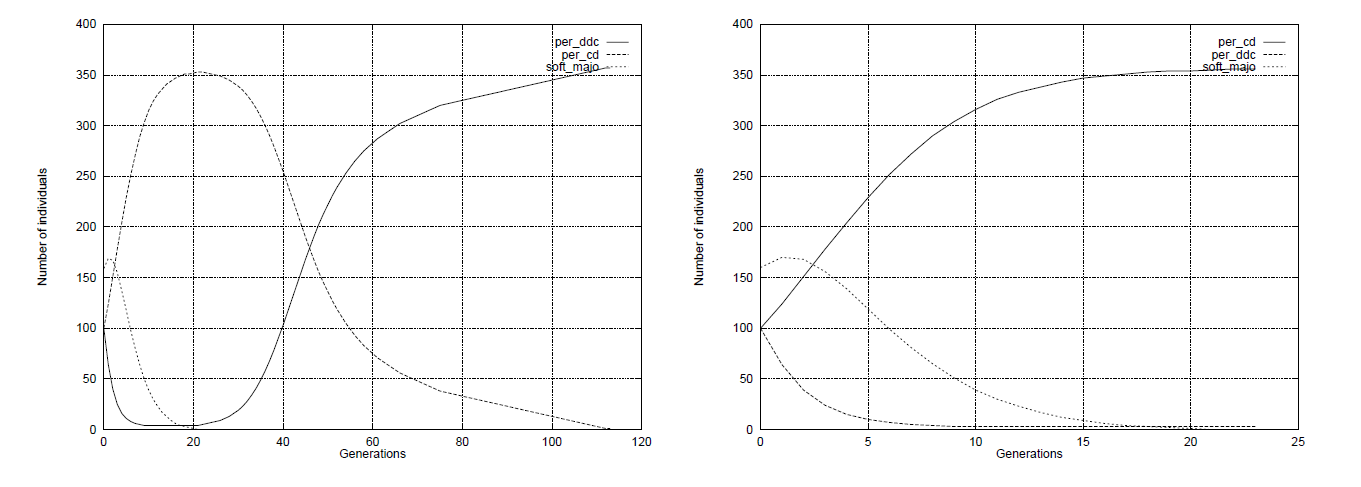 400
350
300
250
200
150
100
50
0
Number of individuals
per_ddc
per_cd
soft_majo
0 20 40 60 80 100 120
Generations
400
350
300
250
200
150
100
50
0
Number of individuals
per_cd
per_ddc
soft_majo
0 5 10 15 20 25
Generations